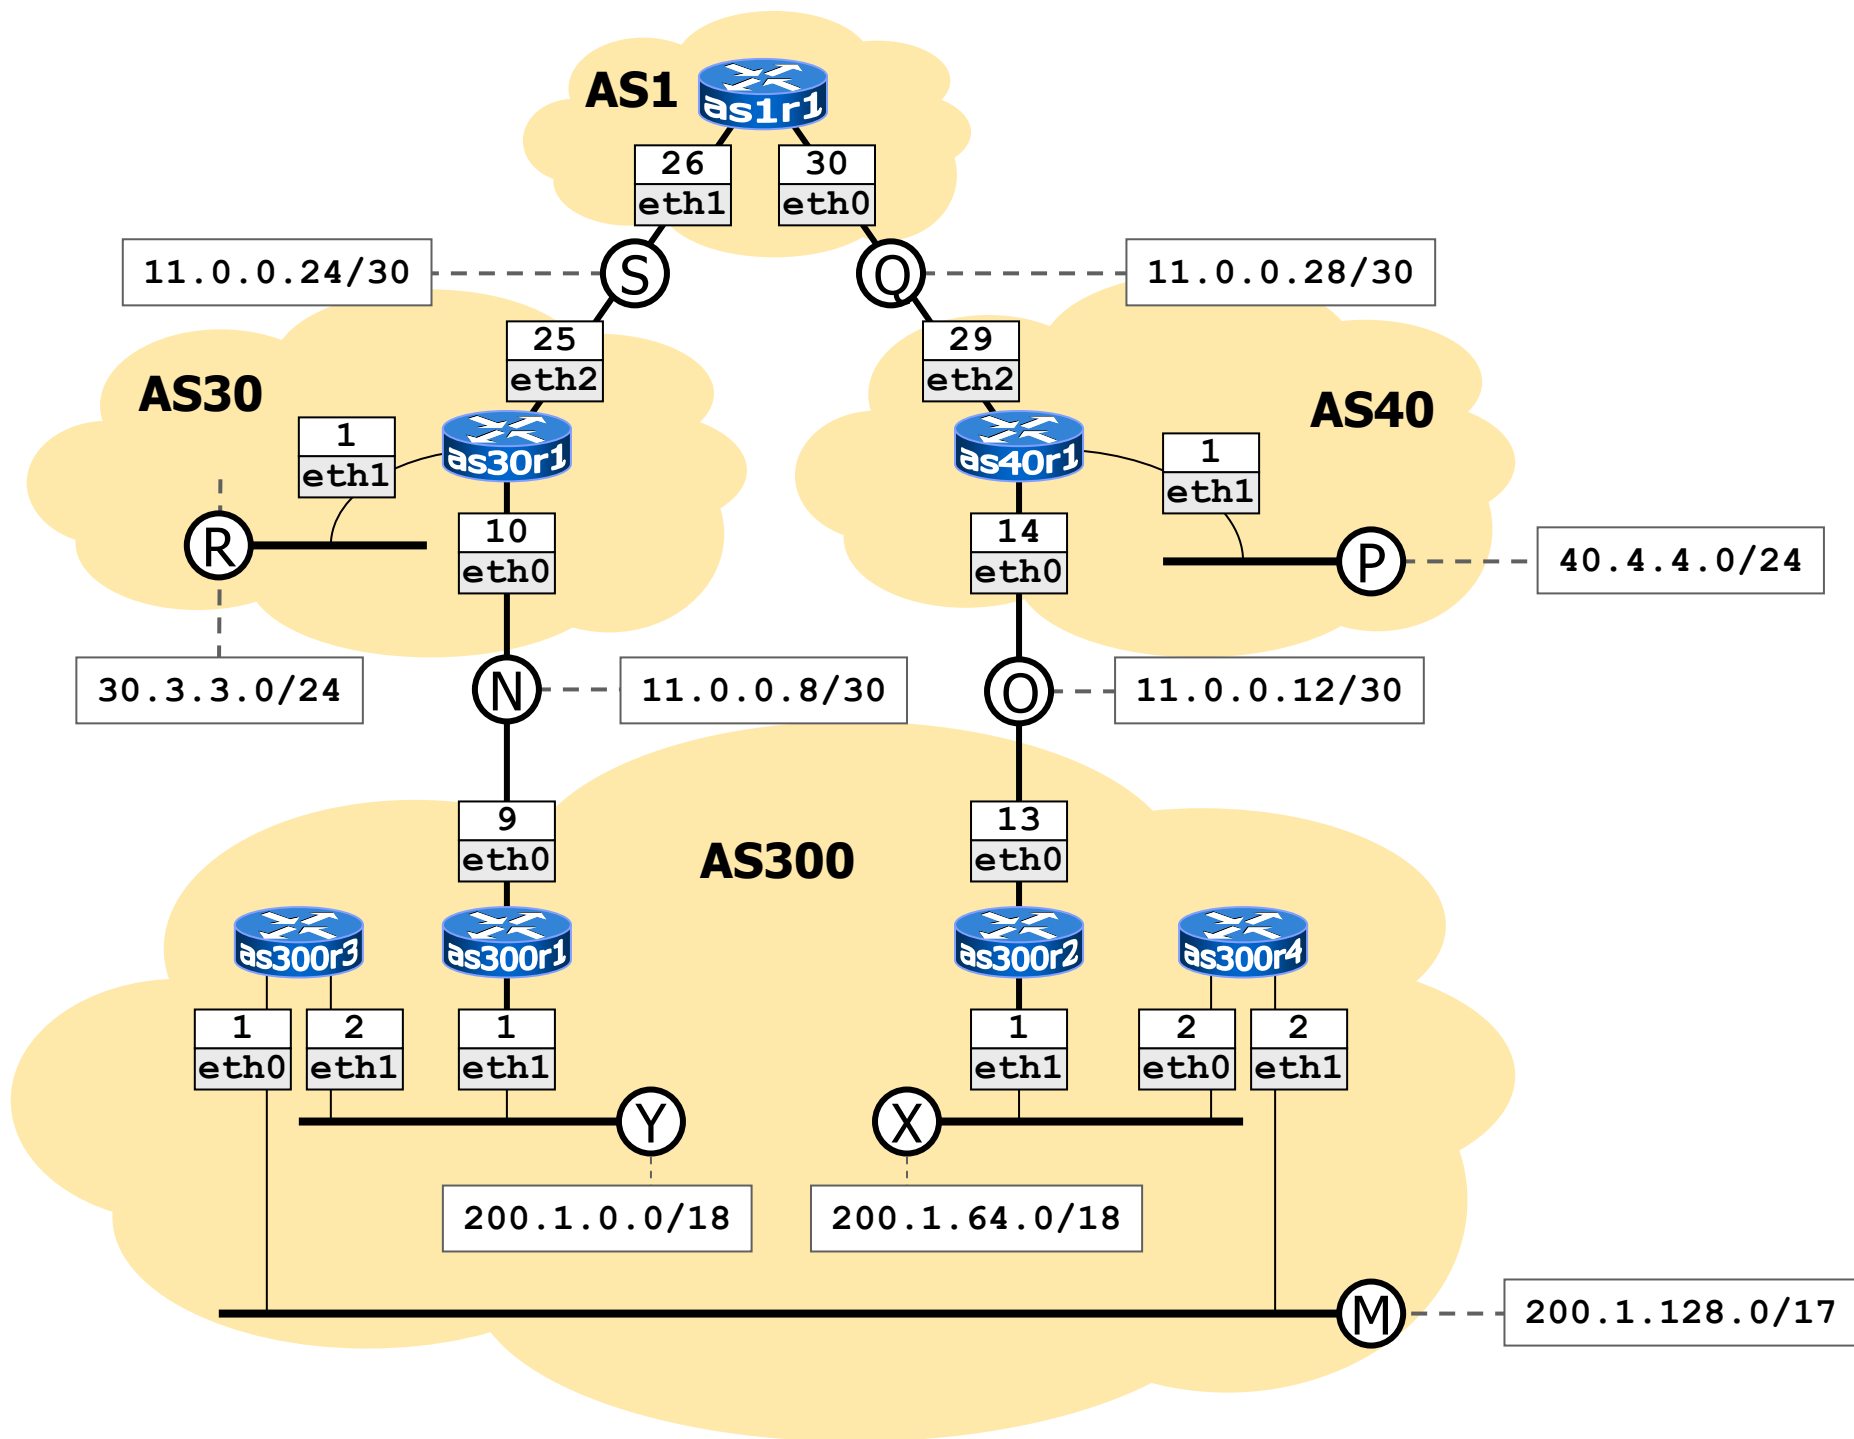 AS1
as1r1
26
eth1
30
eth0
11.0.0.24/30
S
Q
11.0.0.28/30
25
eth2
29
eth2
AS30
AS40
1
eth1
as30r1
as40r1
1
eth1
R
10
eth0
14
eth0
P
40.4.4.0/24
30.3.3.0/24
N
11.0.0.8/30
O
11.0.0.12/30
9
eth0
13
eth0
AS300
as300r3
as300r1
as300r2
as300r4
1
eth0
2
eth1
1
eth1
1
eth1
2
eth0
2
eth1
Y
X
200.1.0.0/18
200.1.64.0/18
M
200.1.128.0/17